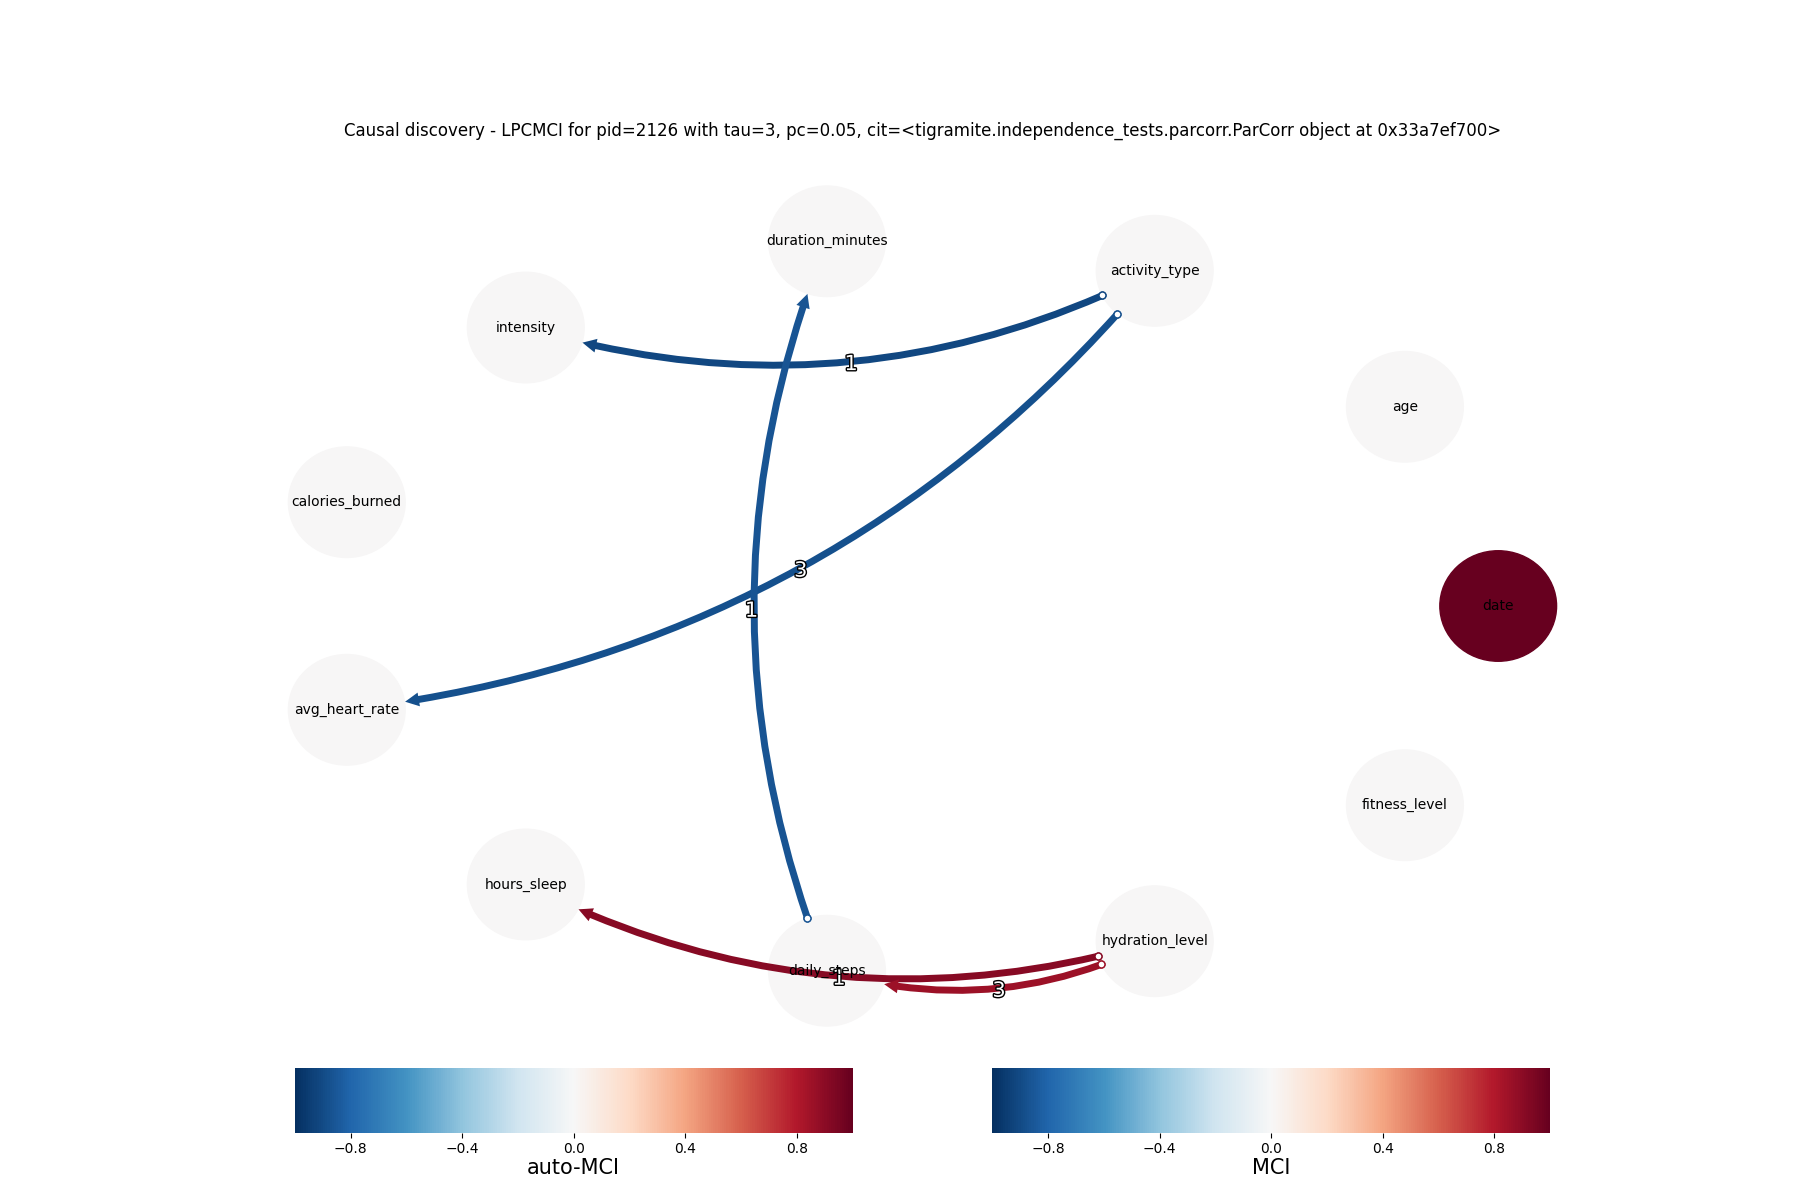 Causal discovery - LPCMCI for pid=2126 with tau=3, pc=0.05, cit=<tigramite.independence_tests.parcorr.ParCorr object at 0x33a7ef700>
duration_minutes
activity_type
intensity
1
age
calories_burned
3
date
1
avg_heart_rate
fitness_level
hours_sleep
hydration_level
daily_steps
1
3
−0.8 −0.4 0.0 0.4 0.8
auto-MCI
−0.8 −0.4 0.0 0.4 0.8
MCI